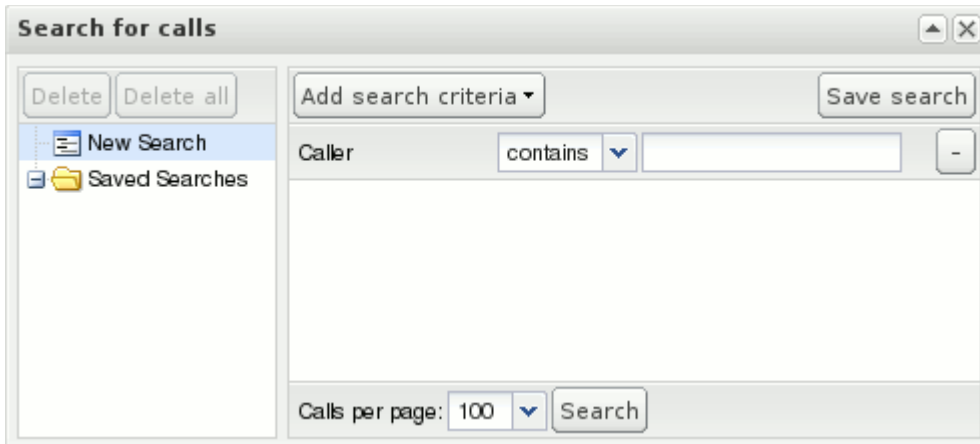 Search for calls
Delete Delete all
Add search criteria Save search
New Search
Caller contains -
Saved Searches
Calls per page: 100 Search